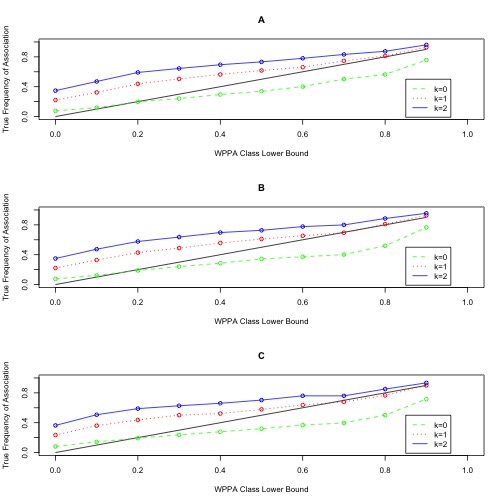 A
True Frequency of Association
0.0 0.4 0.8
k=0
k=1
k=2
0.0 0.2 0.4 0.6 0.8 1.0
WPPA Class Lower Bound
B
True Frequency of Association
0.0 0.4 0.8
k=0
k=1
k=2
0.0 0.2 0.4 0.6 0.8 1.0
WPPA Class Lower Bound
C
True Frequency of Association
0.0 0.4 0.8
k=0
k=1
k=2
0.0 0.2 0.4 0.6 0.8 1.0
WPPA Class Lower Bound